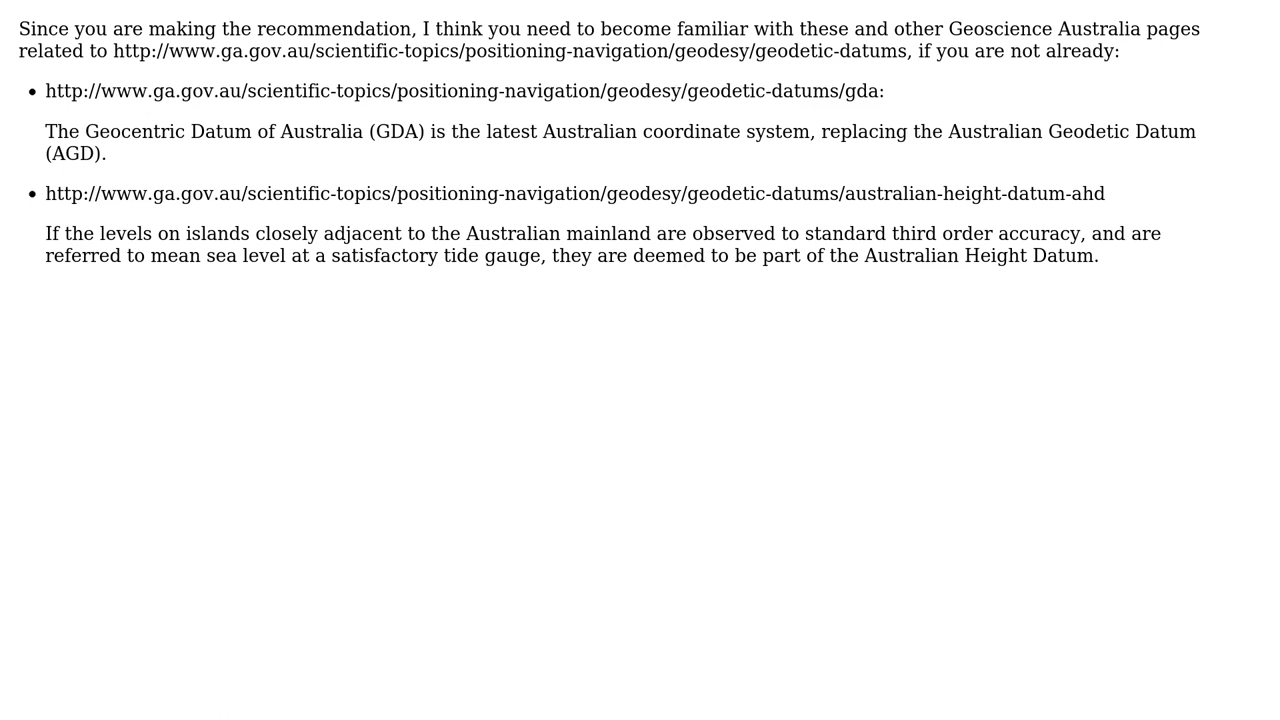 Since you are making the recommendation, I think you need to become familiar with these and other Geoscience Australia pages
related to http://www.ga.gov.au/scientific-topics/positioning-navigation/geodesy/geodetic-datums, if you are not already:
• http://www.ga.gov.au/scientific-topics/positioning-navigation/geodesy/geodetic-datums/gda:
The Geocentric Datum of Australia (GDA) is the latest Australian coordinate system, replacing the Australian Geodetic Datum
(AGD).
• http://www.ga.gov.au/scientific-topics/positioning-navigation/geodesy/geodetic-datums/australian-height-datum-ahd
If the levels on islands closely adjacent to the Australian mainland are observed to standard third order accuracy, and are
referred to mean sea level at a satisfactory tide gauge, they are deemed to be part of the Australian Height Datum.